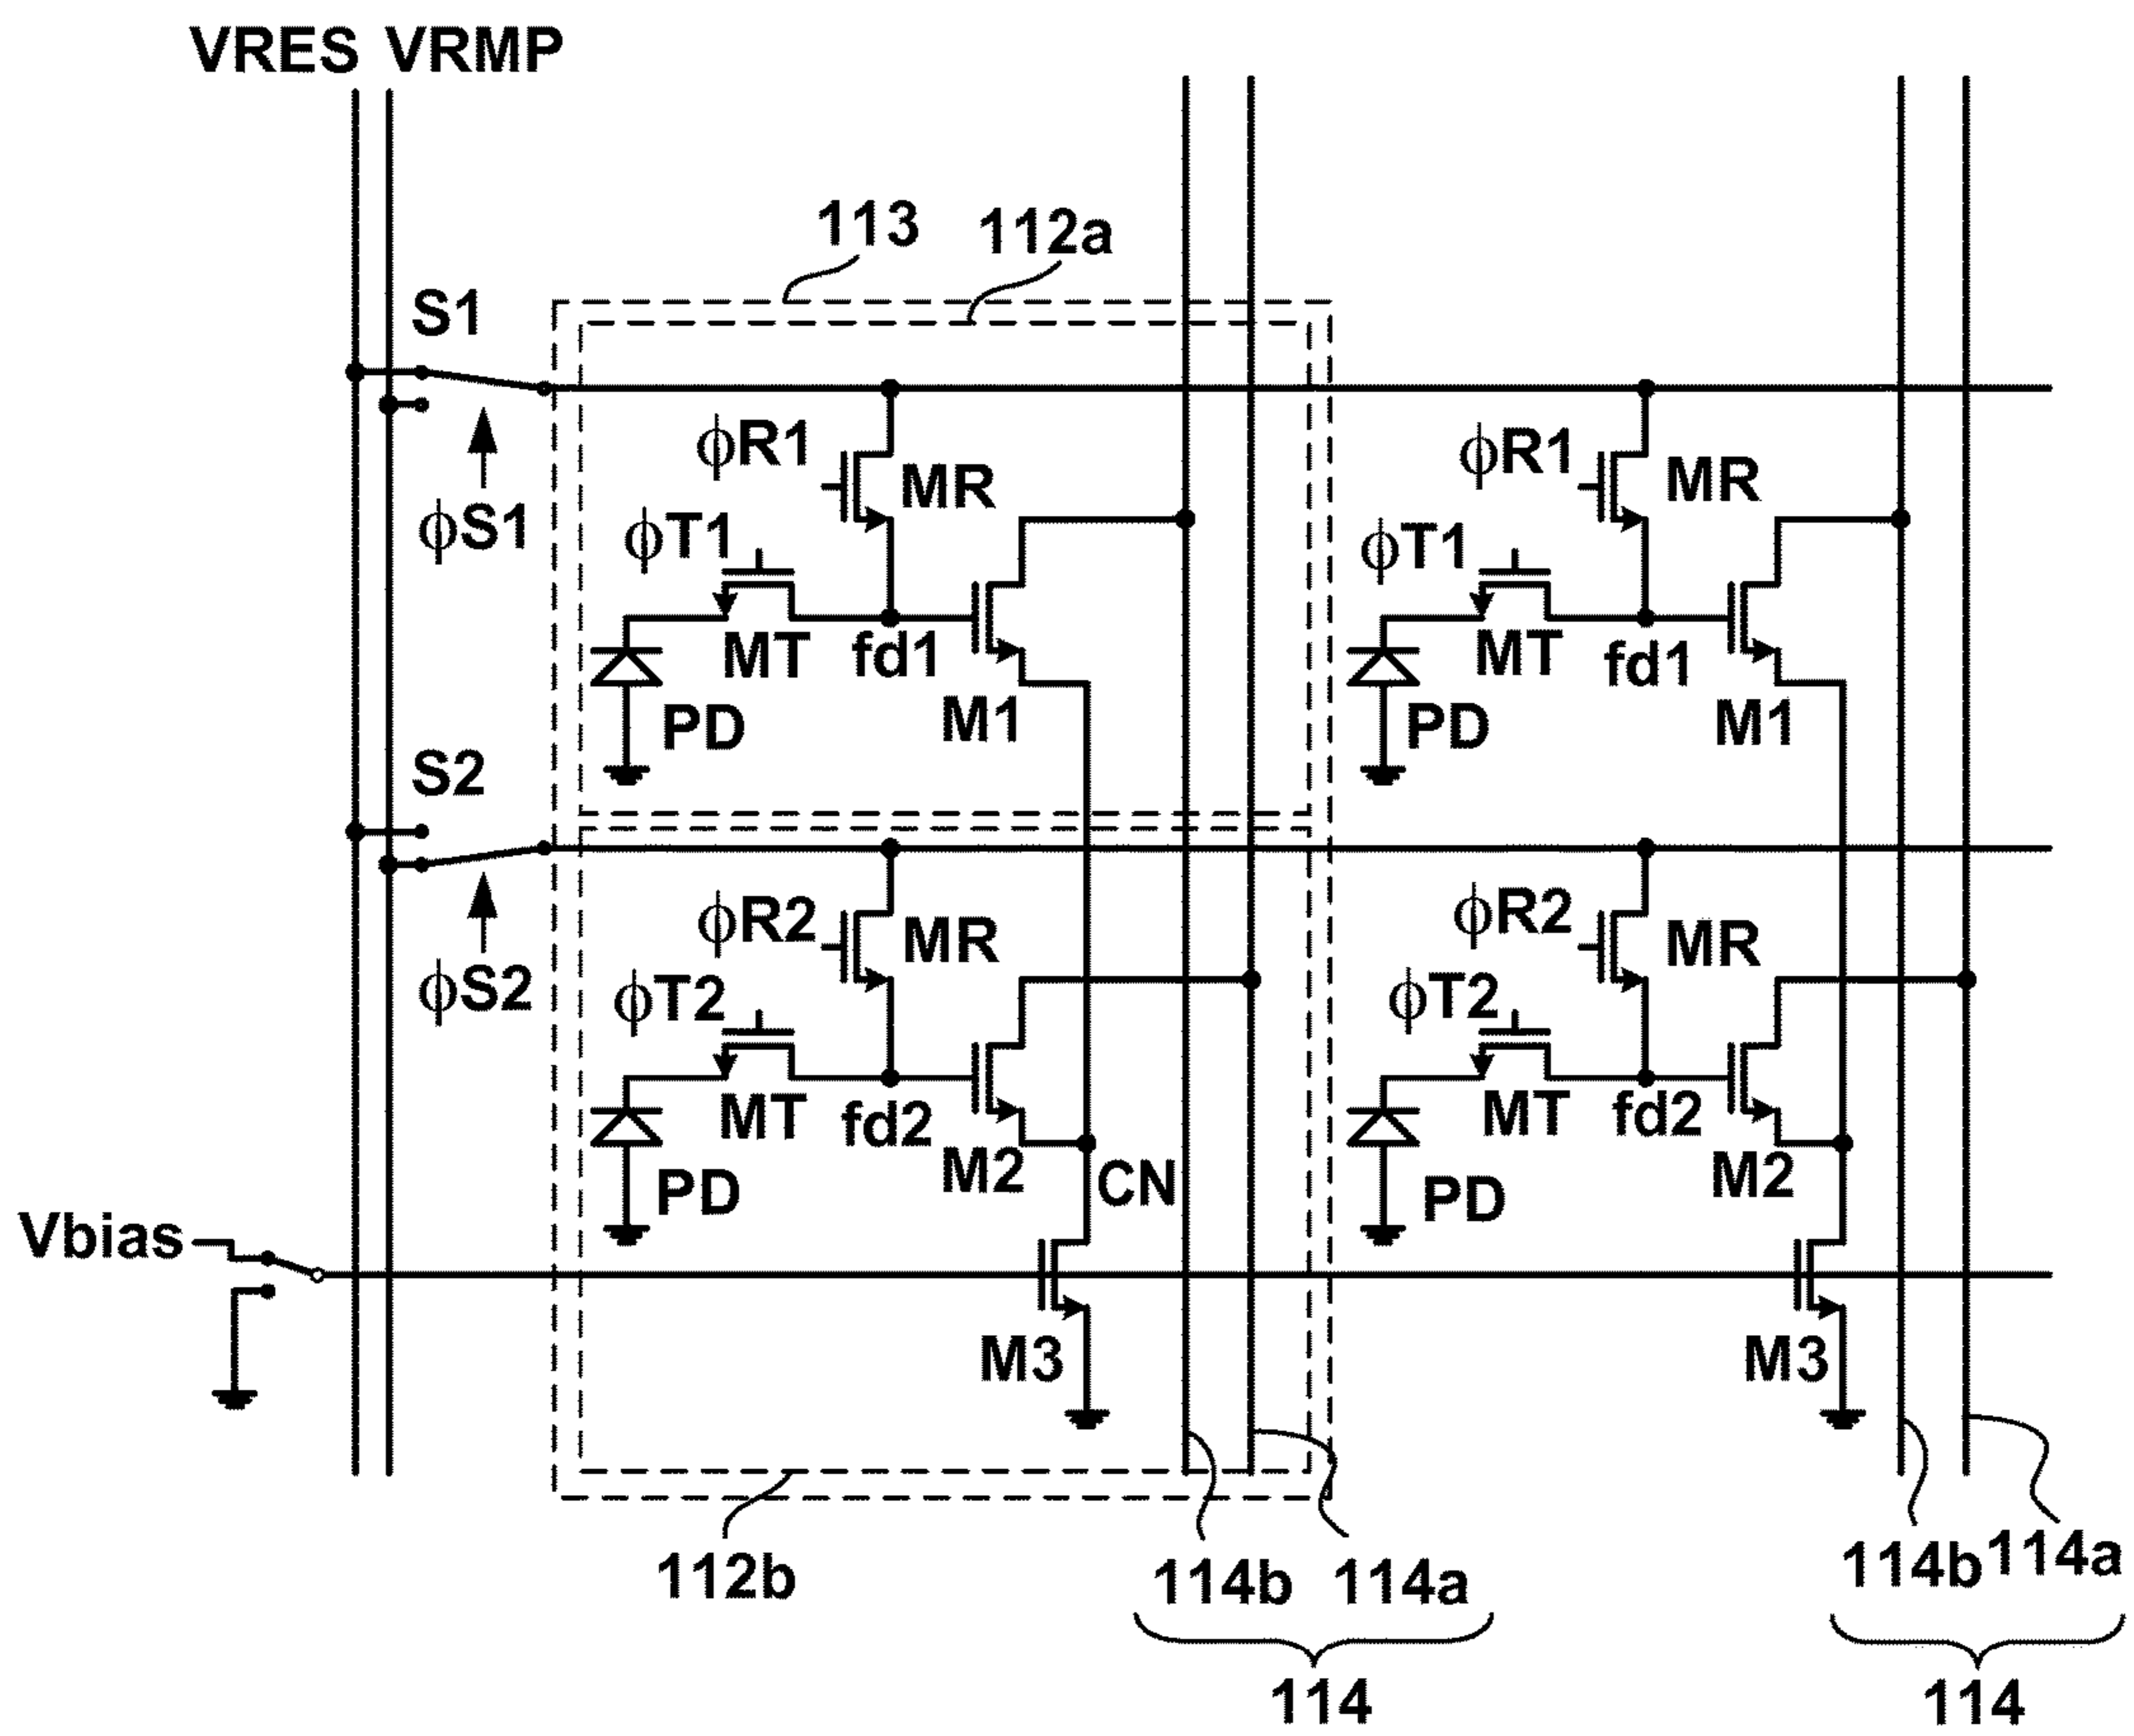 VRES VRMP
113
112a
S1
ϕR1
MR
ϕR1
MR
ϕS1
ϕT1
ϕT1
MT
fd1
MT
fd1
PD
M1
PD
M1
S2
ϕR2
MR
ϕR2
MR
ϕS2
ϕT2
ϕT2
MT
fd2
MT
fd2
PD
M2
CN
PD
M2
Vbias
M3
M3
112b
114b
114a
114b
114a
114
114